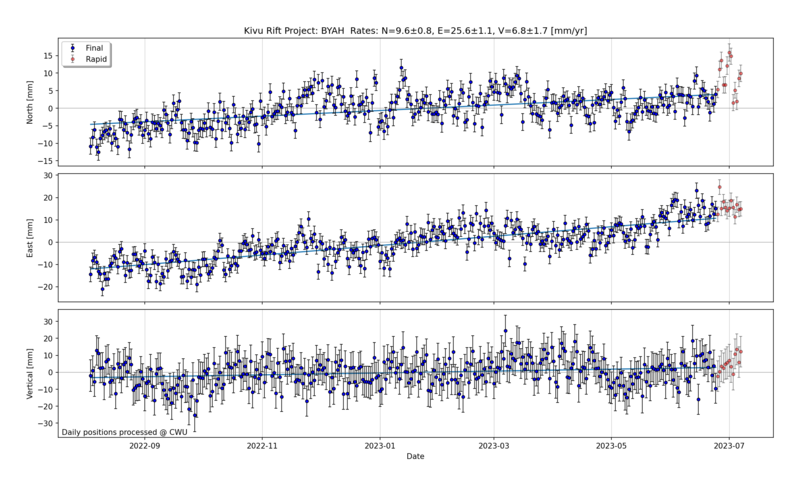 Kivu Rift Project: BYAH  Rates: N=9.6±0.8, E=25.6±1.1, V=6.8±1.7 [mm/yr]
Final
Rapid
North [mm]
15
10
5
0
−5
−10
−15
East [mm]
30
20
10
0
−10
−20
Vertical [mm]
30
20
10
0
−10
−20
−30
Daily positions processed @ CWU
2022-09 2022-11 2023-01 2023-03 2023-05 2023-07
Date